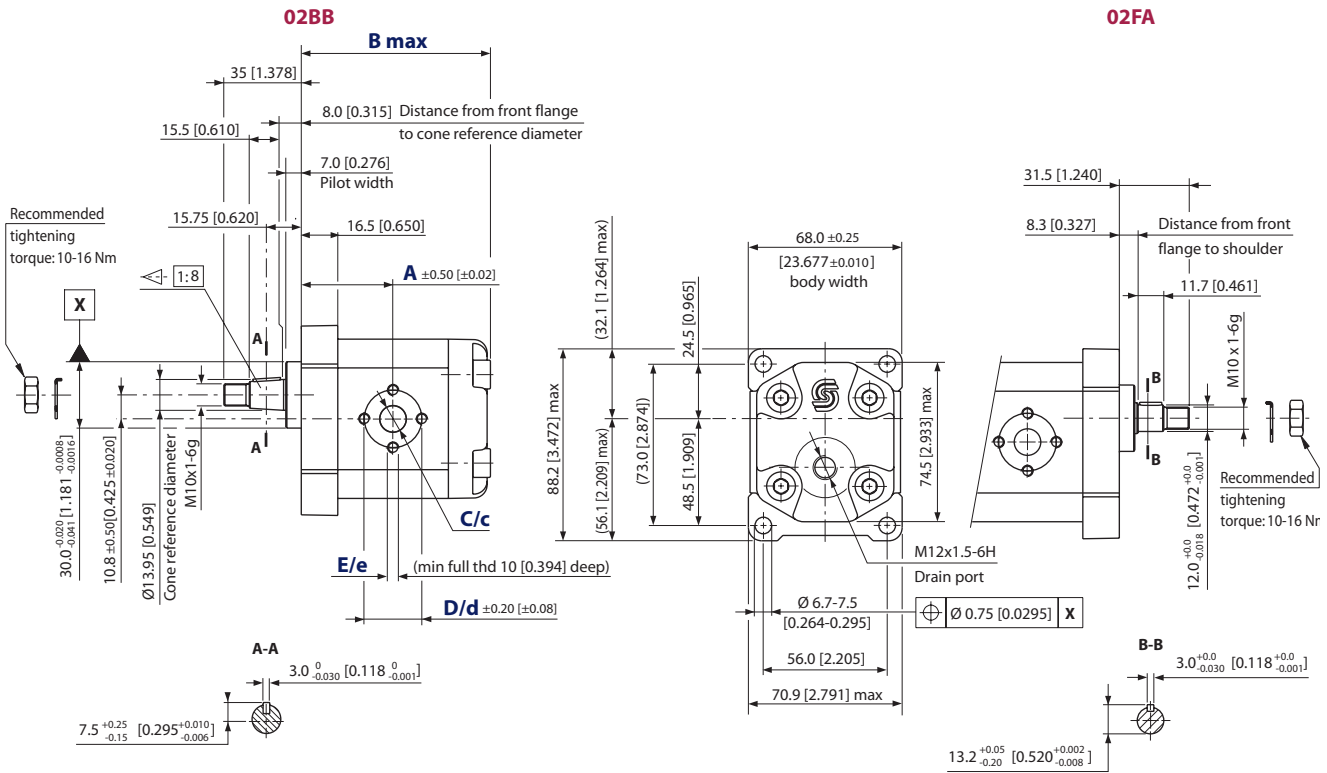 02BB
02FA
B max
35 [1.378]
8.0 [0.315] Distance from front flange
to cone reference diameter
15.5 [0.610]
7.0 [0.276]
Pilot width
15.75 [0.620]
16.5 [0.650]
Recommended
tightening
torque: 10-16 Nm
1:8
X
A ±0.50 [±0.02]
A
A
30.0 -0.020 -0.041 [1.181 -0.0008 -0.0016]
10.8 ±0.50[0.425 ±0.020]
Ø13.95 [0.549]
Cone reference diameter
M10x1-6g
C/c
E/e (min full thd 10 [0.394] deep)
D/d ±0.20 [±0.08]
A-A
3.0 0 -0.030 [0.118 0 -0.001]
7.5 +0.25 -0.15 [0.295 +0.010 -0.006]
68.0 ±0.25
[23.677±0.010]
body width
(32.1 [1.264] max)
24.5 [0.965]
88.2 [3.472] max
(56.1 [2.209] max)
(73.0 [2.874])
48.5 [1.909]
74.5 [2.933] max
M12x1.5-6H
Drain port
Ø 6.7-7.5
[0.264-0.295]
Ø 0.75 [0.0295] X
56.0 [2.205]
70.9 [2.791] max
31.5 [1.240]
8.3 [0.327] Distance from front
flange to shoulder
11.7 [0.461]
M10 x 1-6g
B
B
12.0 +0.0 -0.018 [0.472 +0.0 -0.001]
Recommended
tightening
torque: 10-16 Nm
B-B
3.0 +0.0 -0.030 [0.118 +0.0 -0.001]
13.2 +0.05 -0.20 [0.520 +0.002 -0.008]